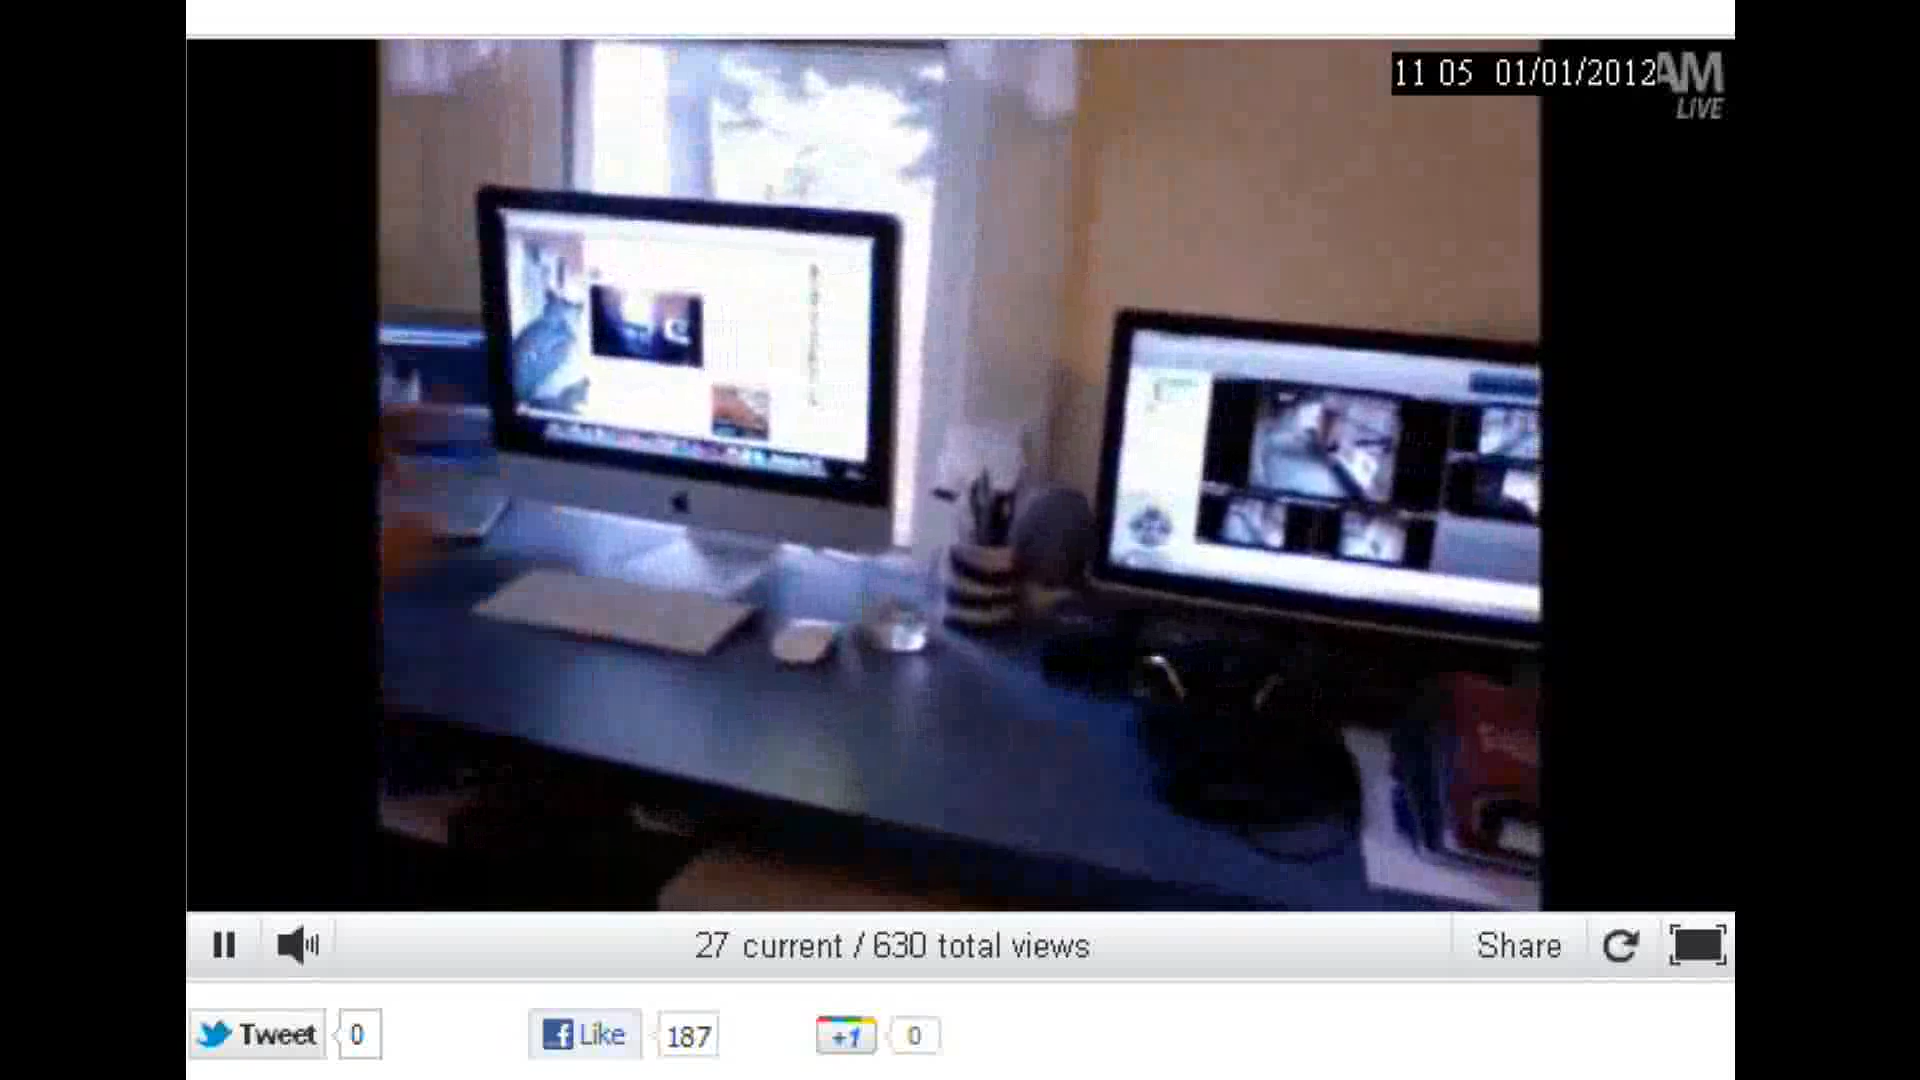 11 05 01/01/2012
AM
LIVE
27 current / 630 total views
Share
Tweet 0
Like 187
+1 0